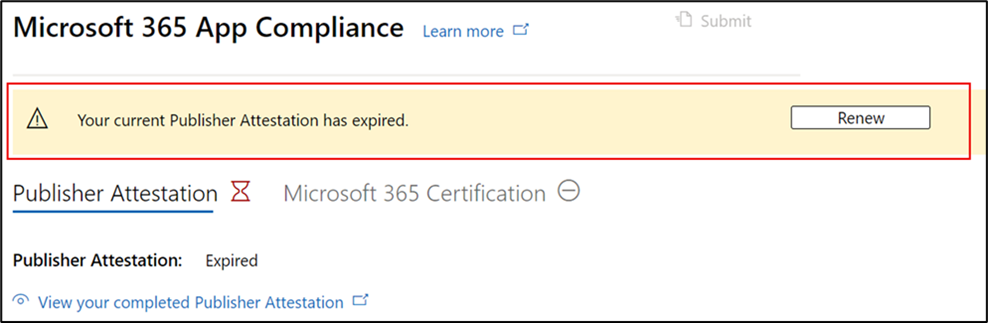 Microsoft 365 App Compliance Learn more Submit
Your current Publisher Attestation has expired. Renew
Publisher Attestation Microsoft 365 Certification
Publisher Attestation: Expired
View your completed Publisher Attestation